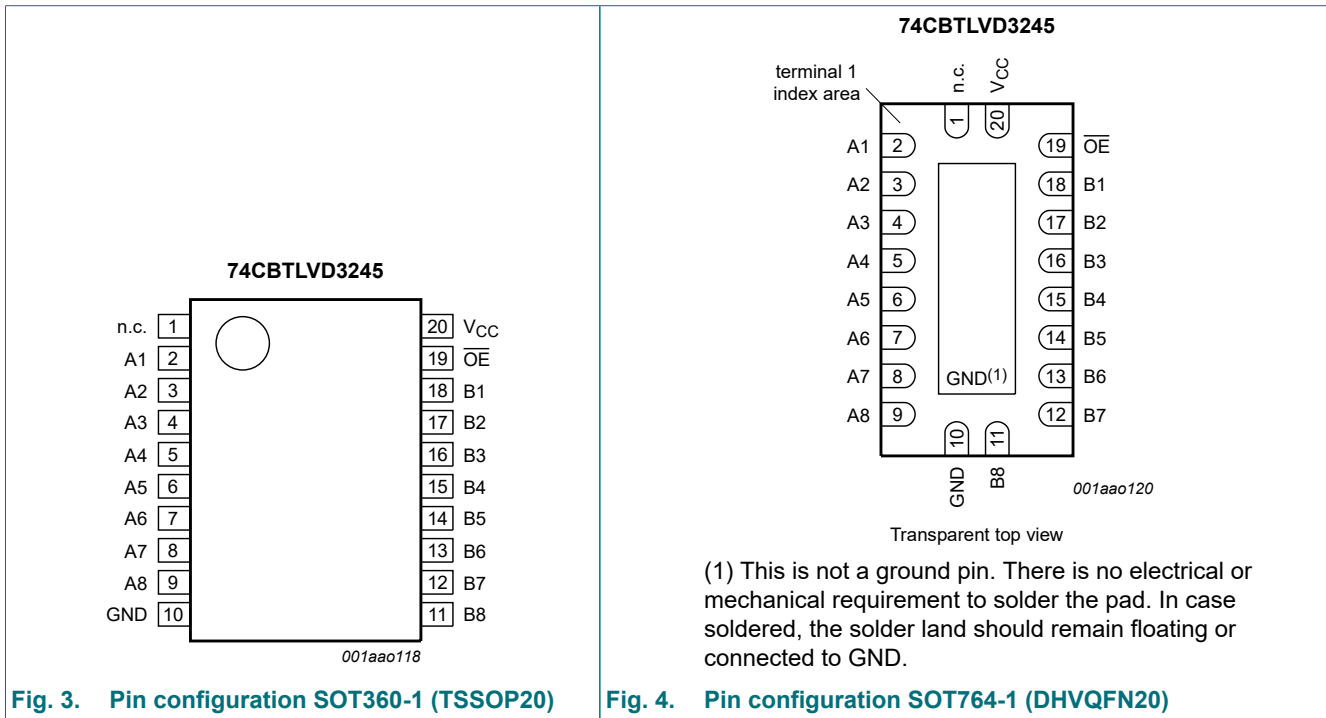 74CBTLVD3245
n.c. 1
A1 2
A2 3
A3 4
A4 5
A5 6
A6 7
A7 8
A8 9
GND 10
20 VCC
19 OE
18 B1
17 B2
16 B3
15 B4
14 B5
13 B6
12 B7
11 B8
001aao118
Fig. 3. Pin configuration SOT360-1 (TSSOP20)
74CBTLVD3245
terminal 1
index area
n.c.
VCC
1
20
A1 2
A2 3
A3 4
A4 5
A5 6
A6 7
A7 8
A8 9
19 OE
18 B1
17 B2
16 B3
15 B4
14 B5
13 B6
12 B7
GND(1)
10
11
GND
B8
001aao120
Transparent top view
(1) This is not a ground pin. There is no electrical or
mechanical requirement to solder the pad. In case
soldered, the solder land should remain floating or
connected to GND.
Fig. 4. Pin configuration SOT764-1 (DHVQFN20)